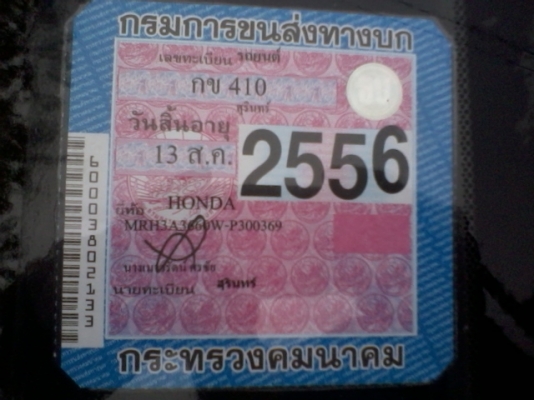 กรมการขนส่งทางบก
เลขทะเบียน รถยนต์
กข 410
สุรินทร์
วันสิ้นอายุ
13 ส.ค. 2556
ยี่ห้อ HONDA
MRH3A3660W-P300369
นายทะเบียน สุรินทร์
กระทรวงคมนาคม
60003802133